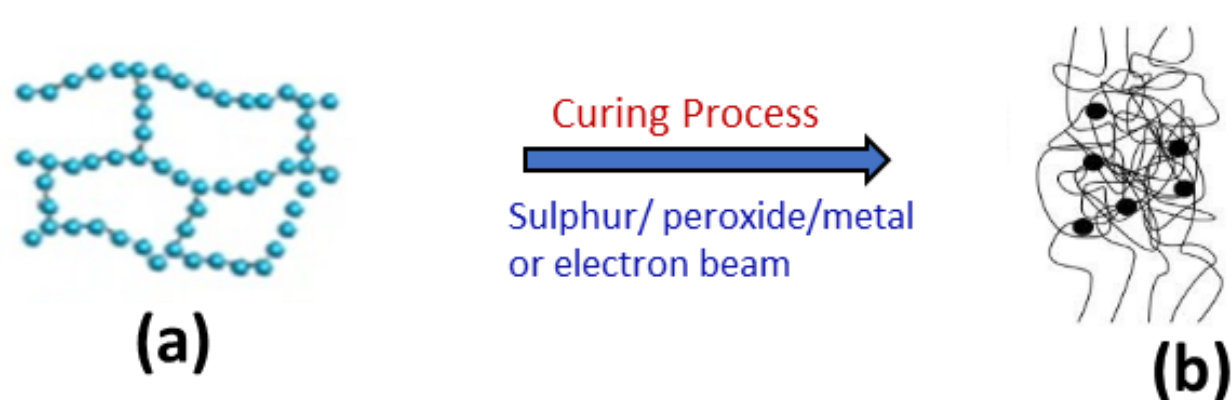 Curing Process
Sulphur/ peroxide/metal
or electron beam
(a)
(b)